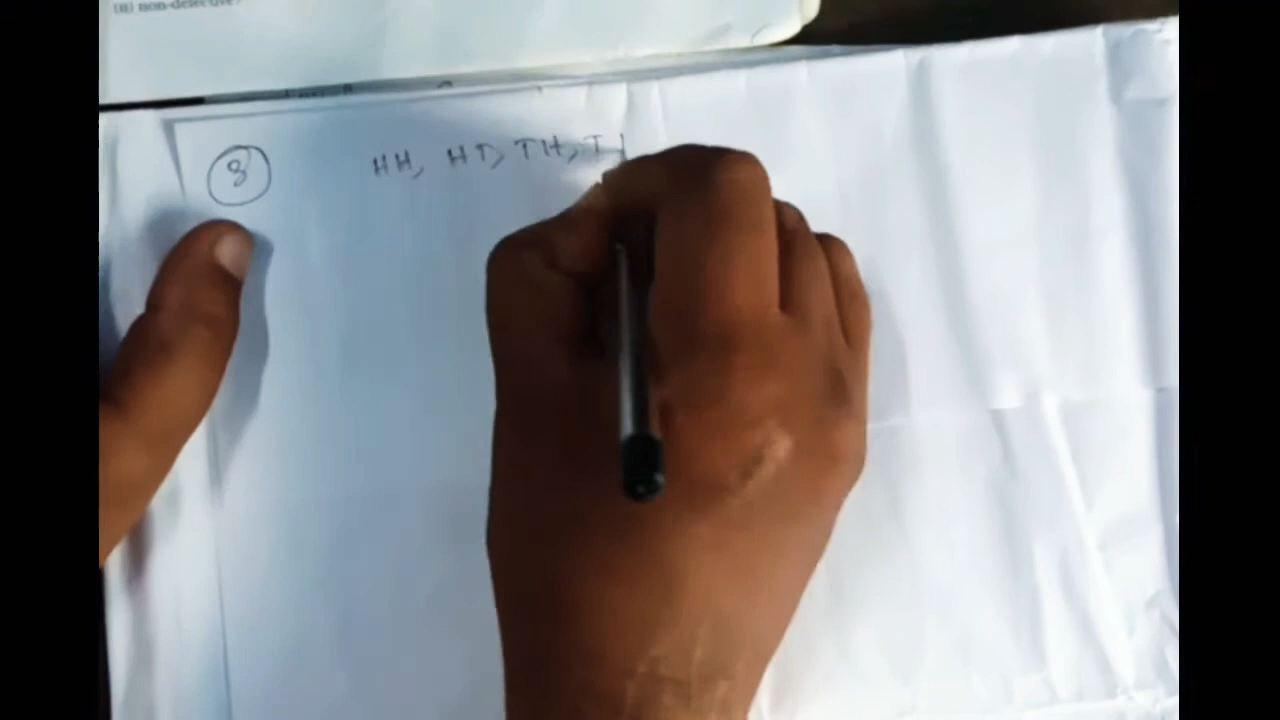 (ii) non-defective?
8 HH, HT, TH, T